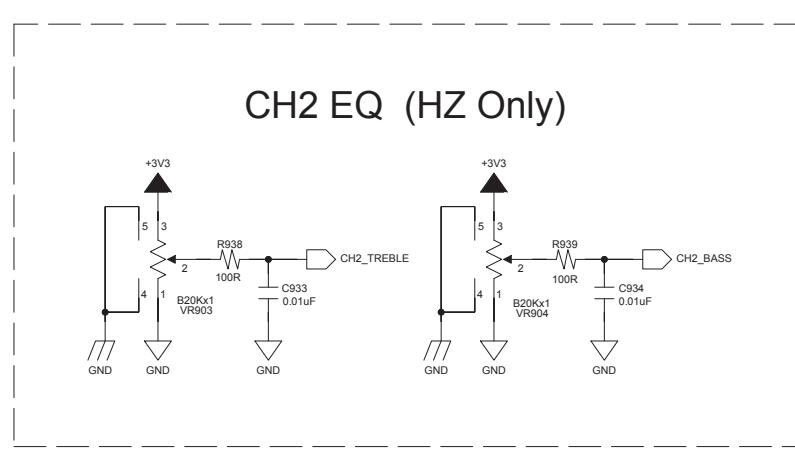 CH2 EQ (HZ Only)
+3V3
+3V3
5 3
5 3
R938
R939
CH2_TREBLE
CH2_BASS
2
2
100R
100R
C933
C934
0.01uF
0.01uF
4 1
4 1
B20Kx1
VR903
B20Kx1
VR904
GND
GND
GND
GND
GND
GND